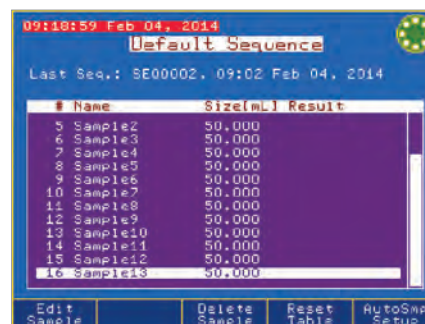 09:18:59 Feb 04, 2014
Default Sequence
Last Seq.: SE00002, 09:02 Feb 04, 2014
# Name Size[mL] Result
5 Sample2 50.000
6 Sample3 50.000
7 Sample4 50.000
8 Sample5 50.000
9 Sample6 50.000
10 Sample7 50.000
11 Sample8 50.000
12 Sample9 50.000
13 Sample10 50.000
14 Sample11 50.000
15 Sample12 50.000
16 Sample13 50.000
Edit Delete Reset AutoSmp
Sample Sample Table Setup